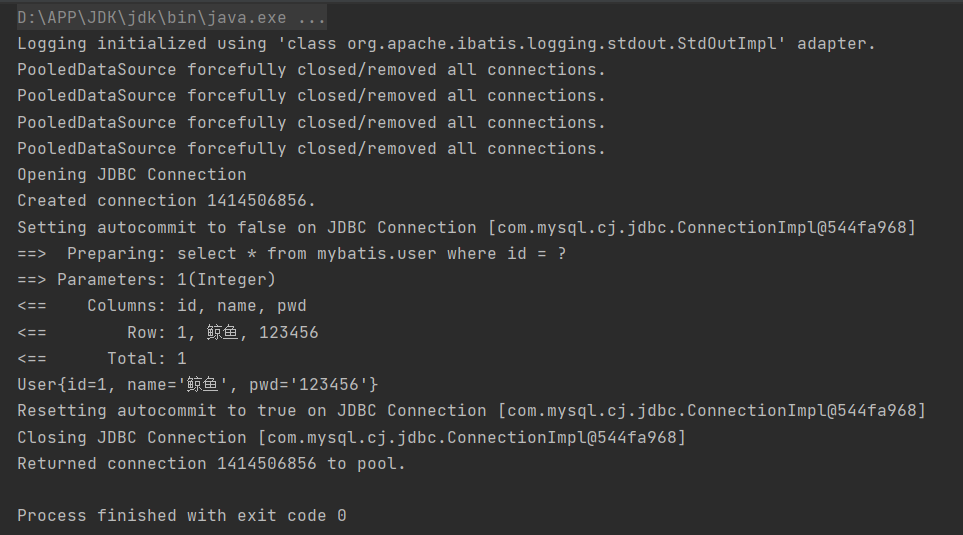 D:\APP\JDK\jdk\bin\java.exe ...
Logging initialized using 'class org.apache.ibatis.logging.stdout.StdOutImpl' adapter.
PooledDataSource forcefully closed/removed all connections.
PooledDataSource forcefully closed/removed all connections.
PooledDataSource forcefully closed/removed all connections.
PooledDataSource forcefully closed/removed all connections.
Opening JDBC Connection
Created connection 1414506856.
Setting autocommit to false on JDBC Connection [com.mysql.cj.jdbc.ConnectionImpl@544fa968]
==>  Preparing: select * from mybatis.user where id = ?
==> Parameters: 1(Integer)
<==    Columns: id, name, pwd
<==        Row: 1, 鲸鱼, 123456
<==      Total: 1
User{id=1, name='鲸鱼', pwd='123456'}
Resetting autocommit to true on JDBC Connection [com.mysql.cj.jdbc.ConnectionImpl@544fa968]
Closing JDBC Connection [com.mysql.cj.jdbc.ConnectionImpl@544fa968]
Returned connection 1414506856 to pool.
Process finished with exit code 0